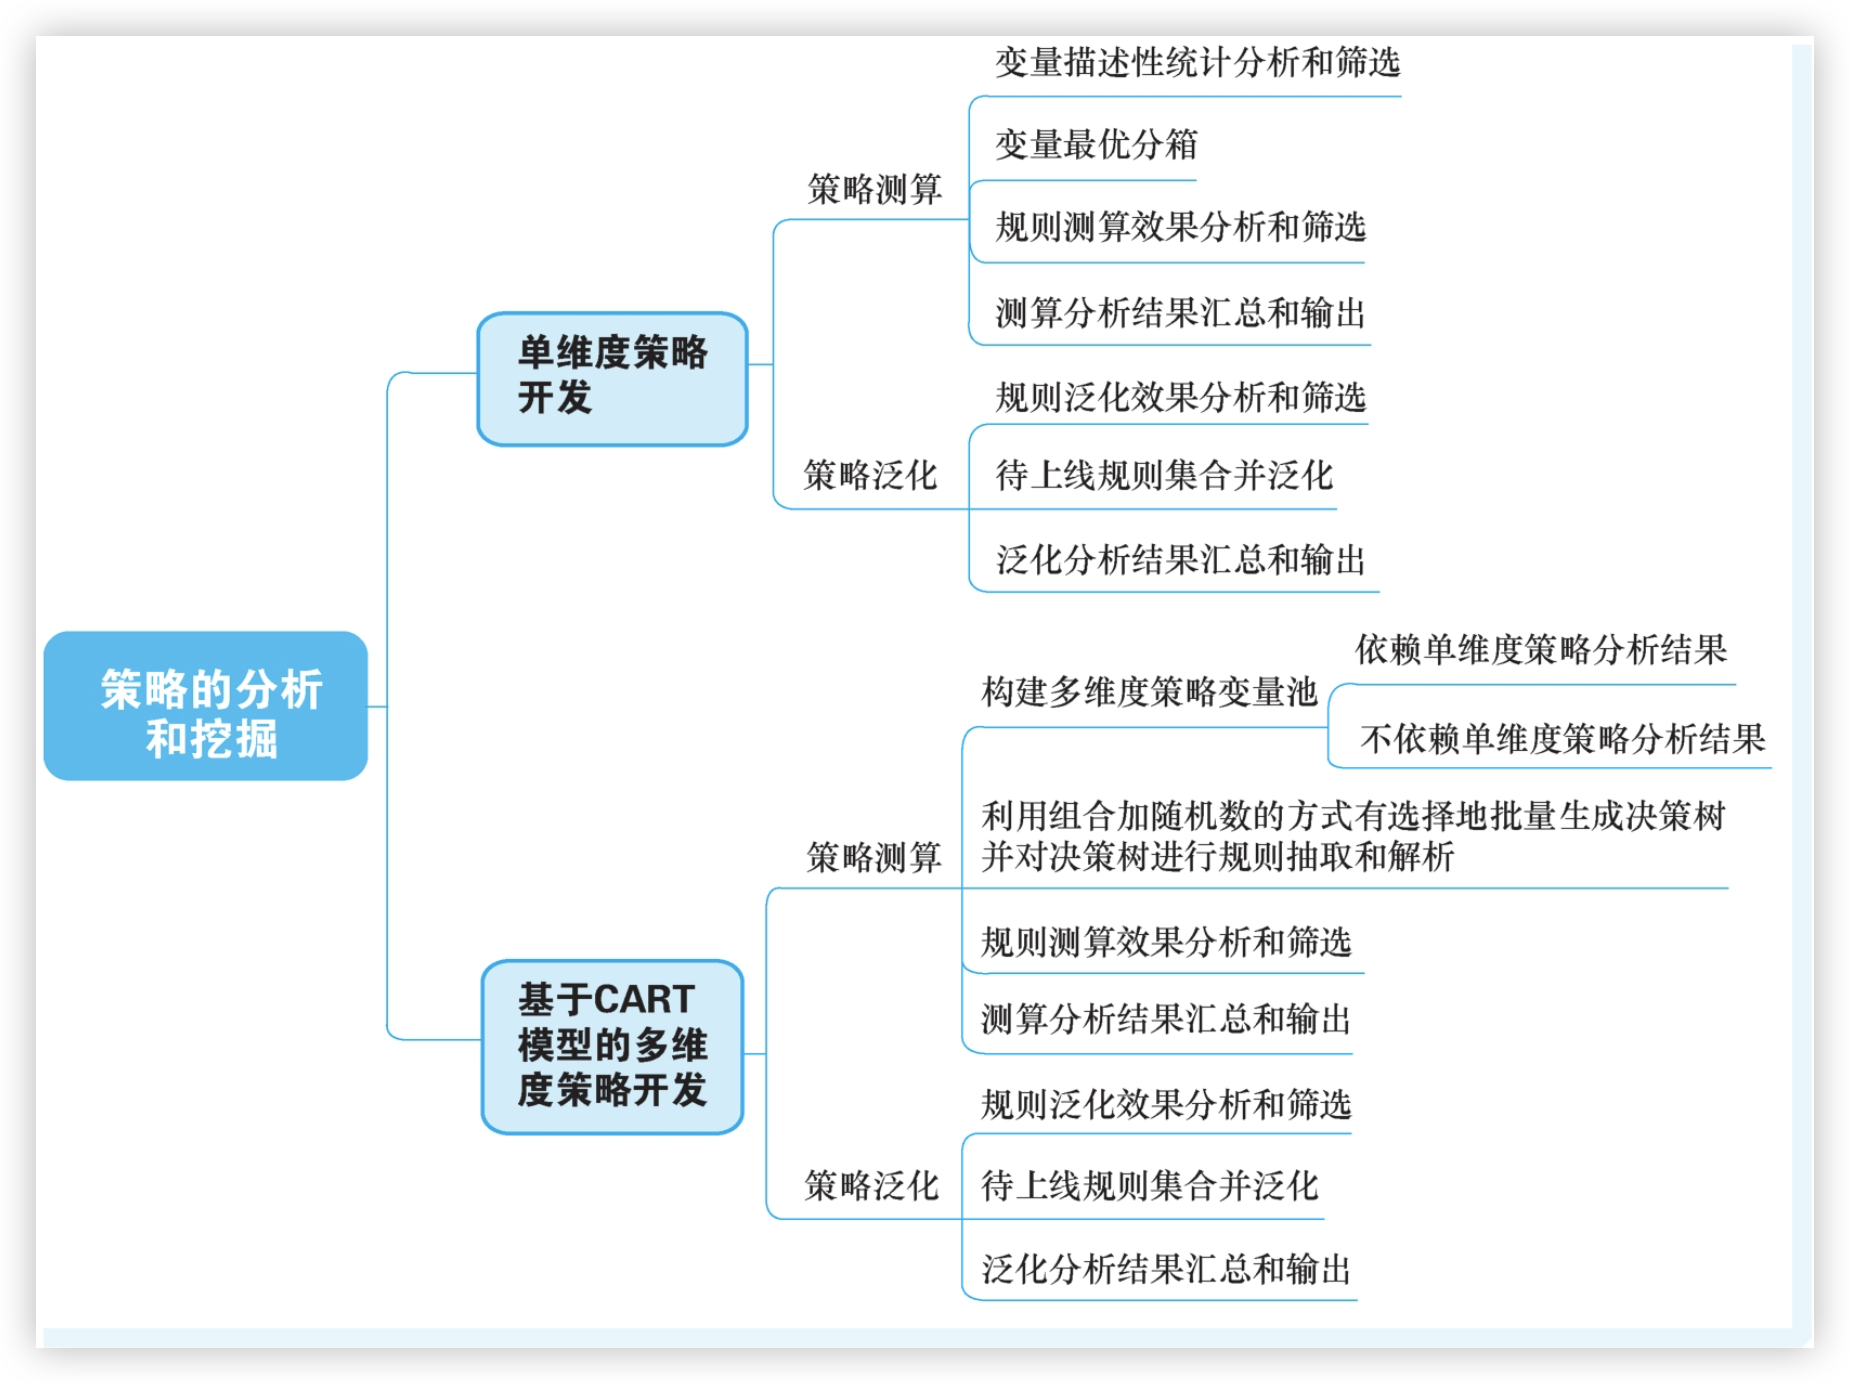 策略的分析
和挖掘
单维度策略
开发
策略测算
变量描述性统计分析和筛选
变量最优分箱
规则测算效果分析和筛选
测算分析结果汇总和输出
策略泛化
规则泛化效果分析和筛选
待上线规则集合并泛化
泛化分析结果汇总和输出
基于CART
模型的多维
度策略开发
策略测算
构建多维度策略变量池
依赖单维度策略分析结果
不依赖单维度策略分析结果
利用组合加随机数的方式有选择地批量生成决策树
并对决策树进行规则抽取和解析
规则测算效果分析和筛选
测算分析结果汇总和输出
策略泛化
规则泛化效果分析和筛选
待上线规则集合并泛化
泛化分析结果汇总和输出